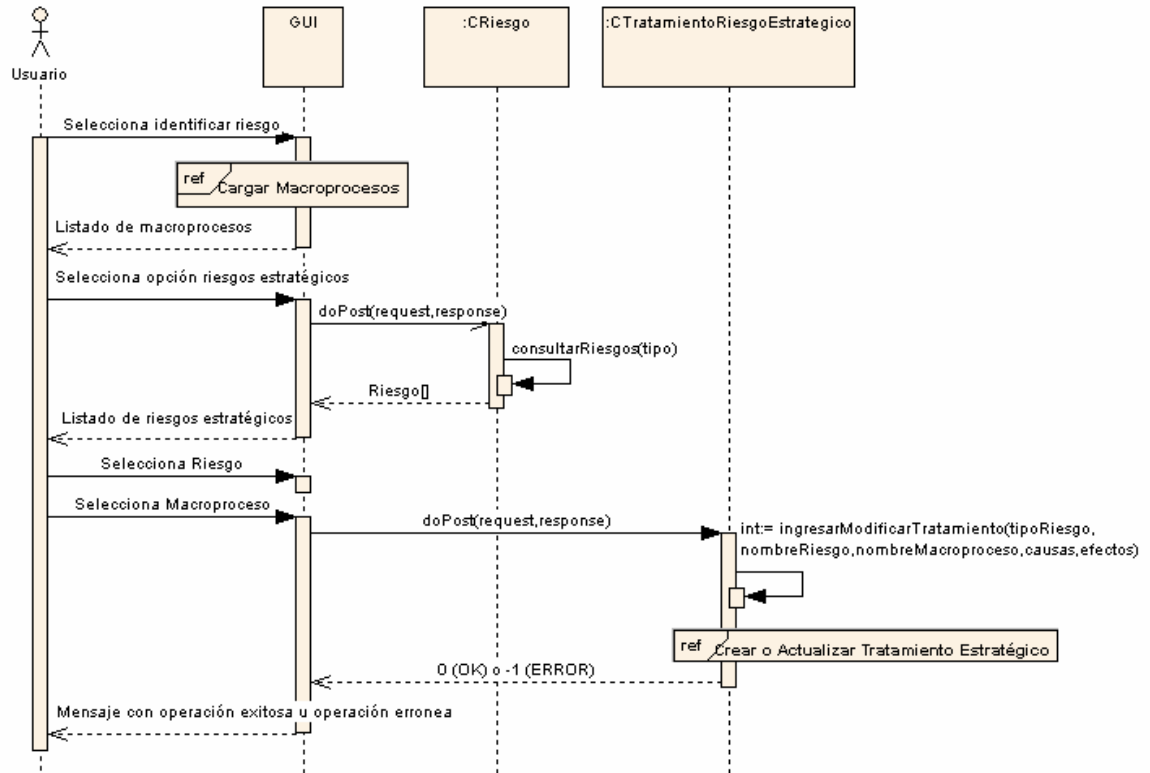 Usuario
GUI
:CRiesgo
:CTratamientoRiesgoEstrategico
Selecciona identificar riesgo
ref
Cargar Macroprocesos
Listado de macroprocesos
Selecciona opción riesgos estratégicos
doPost(request,response)
consultarRiesgos(tipo)
Riesgo[]
Listado de riesgos estratégicos
Selecciona Riesgo
Selecciona Macroproceso
doPost(request,response)
int:= ingresarModificarTratamiento(tipoRiesgo,
nombreRiesgo,nombreMacroproceso,causas,efectos)
ref
Crear o Actualizar Tratamiento Estratégico
0 (OK) o -1 (ERROR)
Mensaje con operación exitosa u operación erronea